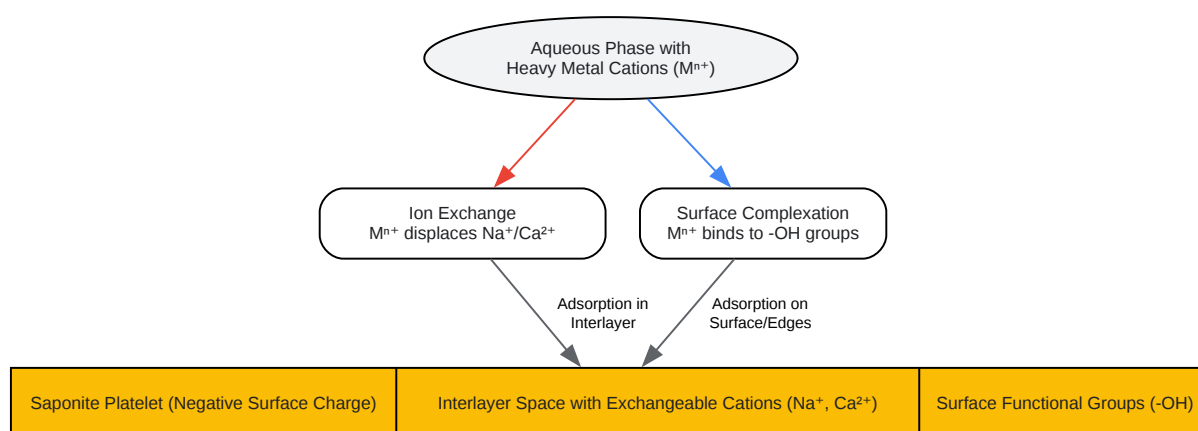 Aqueous Phase with
Heavy Metal Cations (Mⁿ⁺)
Ion Exchange
Mⁿ⁺ displaces Na⁺/Ca²⁺
Surface Complexation
Mⁿ⁺ binds to -OH groups
Adsorption in
Interlayer
Adsorption on
Surface/Edges
Saponite Platelet (Negative Surface Charge)
Interlayer Space with Exchangeable Cations (Na⁺, Ca²⁺)
Surface Functional Groups (-OH)